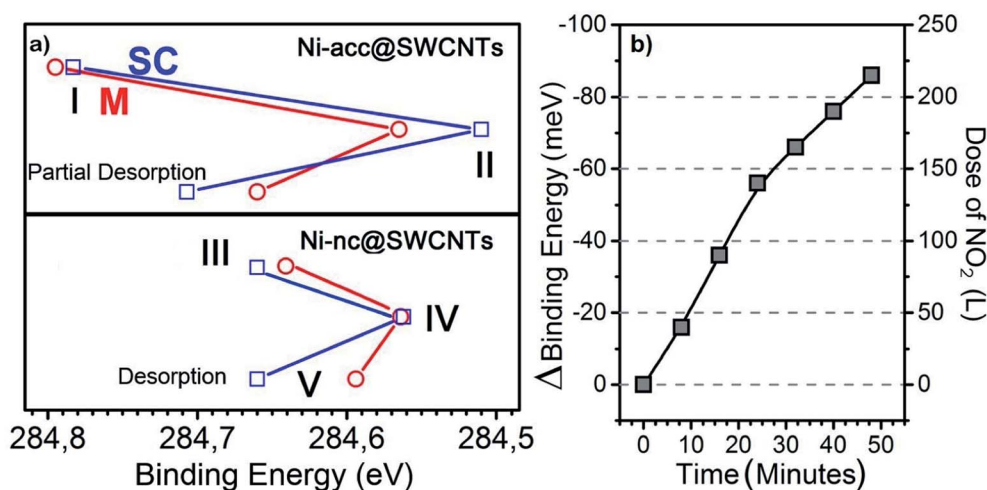 a)
Ni-acc@SWCNTs
SC
I
M
II
Partial Desorption
Ni-nc@SWCNTs
III
IV
Desorption
V
284,8 284,7 284,6 284,5
Binding Energy (eV)
b)
-100
-80
-60
-40
-20
0
Δ Binding Energy (meV)
250
200
150
100
50
0
Dose of NO₂ (L)
0 10 20 30 40 50
Time (Minutes)